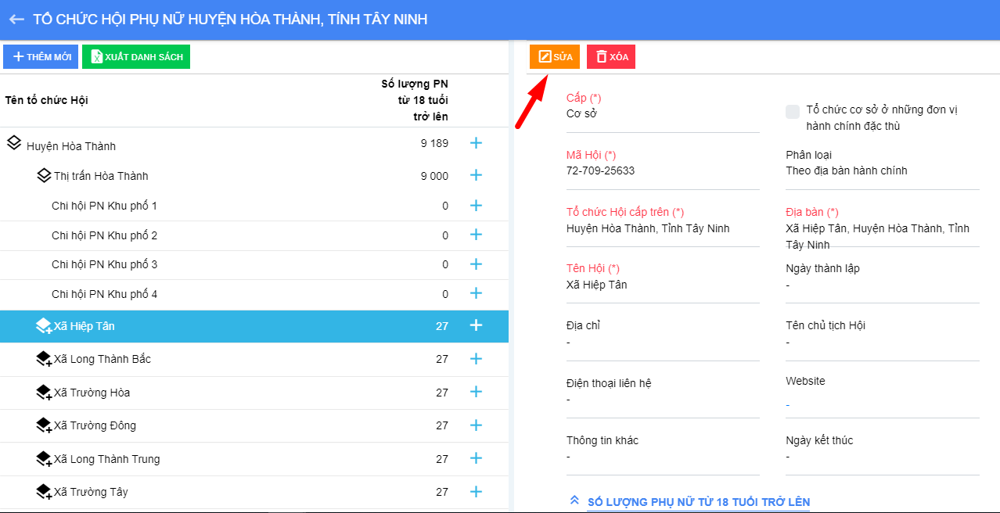 TỔ CHỨC HỘI PHỤ NỮ HUYỆN HÒA THÀNH, TỈNH TÂY NINH
THÊM MỚI
XUẤT DANH SÁCH
Tên tổ chức Hội
Số lượng PN
từ 18 tuổi
trở lên
Huyện Hòa Thành 9 189
Thị trấn Hòa Thành 9 000
Chi hội PN Khu phố 1 0
Chi hội PN Khu phố 2 0
Chi hội PN Khu phố 3 0
Chi hội PN Khu phố 4 0
Xã Hiệp Tân 27
Xã Long Thành Bắc 27
Xã Trường Hòa 27
Xã Trường Đông 27
Xã Long Thành Trung 27
Xã Trường Tây 27
SỬA
XÓA
Cấp (*)
Cơ sở
Tổ chức cơ sở ở những đơn vị
hành chính đặc thù
Mã Hội (*)
72-709-25633
Phân loại
Theo địa bàn hành chính
Tổ chức Hội cấp trên (*)
Huyện Hòa Thành, Tỉnh Tây Ninh
Địa bàn (*)
Xã Hiệp Tân, Huyện Hòa Thành, Tỉnh
Tây Ninh
Tên Hội (*)
Xã Hiệp Tân
Ngày thành lập
-
Địa chỉ
-
Tên chủ tịch Hội
-
Điện thoại liên hệ
-
Website
-
Thông tin khác
-
Ngày kết thúc
-
SỐ LƯỢNG PHỤ NỮ TỪ 18 TUỔI TRỞ LÊN